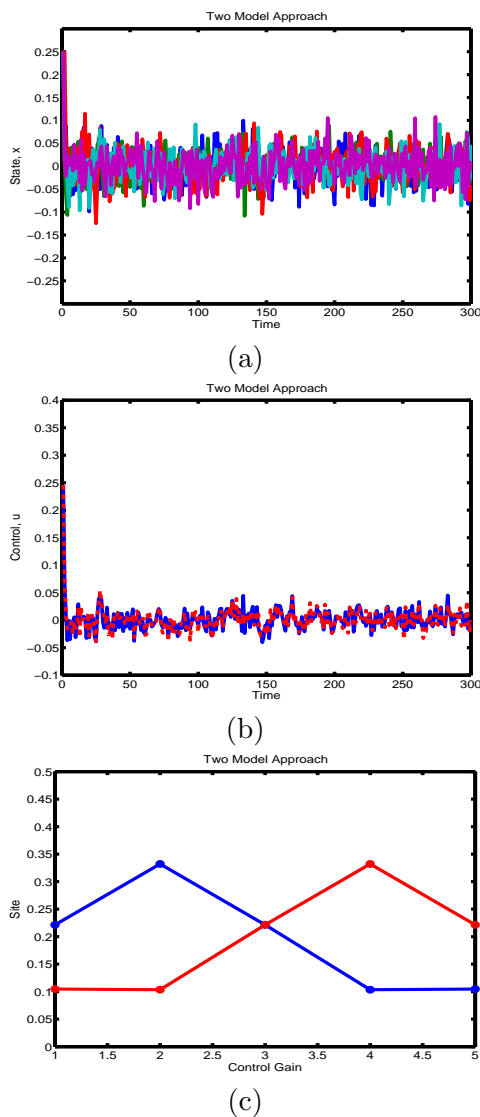 Two Model Approach
0.25
0.2
0.15
0.1
0.05
0
−0.05
−0.1
−0.15
−0.2
−0.25
State, x
0 50 100 150 200 250 300
Time
(a)
Two Model Approach
0.4
0.35
0.3
0.25
0.2
0.15
0.1
0.05
0
−0.05
−0.1
Control, u
0 50 100 150 200 250 300
Time
(b)
Two Model Approach
0.5
0.45
0.4
0.35
0.3
0.25
0.2
0.15
0.1
0.05
0
Site
1 1.5 2 2.5 3 3.5 4 4.5 5
Control Gain
(c)